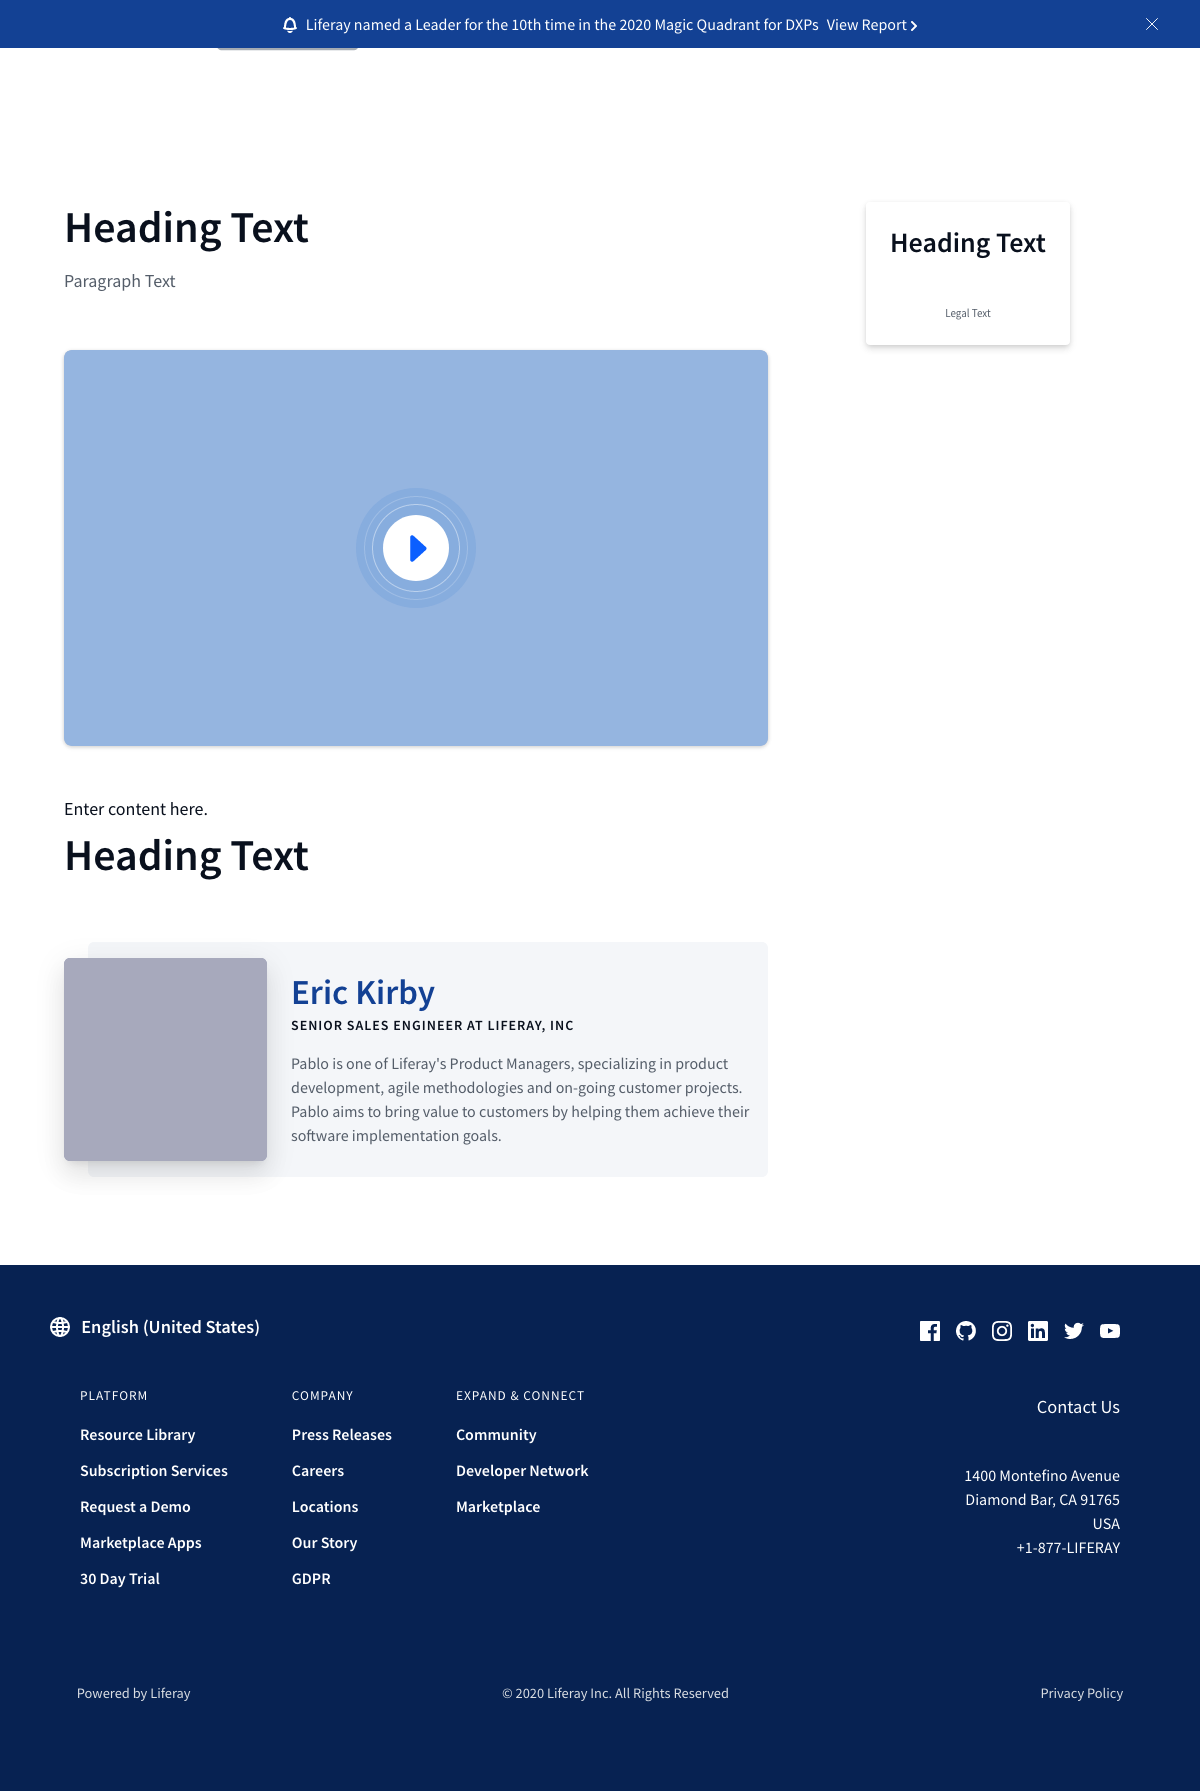 Liferay named a Leader for the 10th time in the 2020 Magic Quadrant for DXPs View Report
Heading Text
Paragraph Text
Heading Text
Legal Text
Enter content here.
Heading Text
Eric Kirby
SENIOR SALES ENGINEER AT LIFERAY, INC
Pablo is one of Liferay's Product Managers, specializing in product
development, agile methodologies and on-going customer projects.
Pablo aims to bring value to customers by helping them achieve their
software implementation goals.
English (United States)
PLATFORM
Resource Library
Subscription Services
Request a Demo
Marketplace Apps
30 Day Trial
COMPANY
Press Releases
Careers
Locations
Our Story
GDPR
EXPAND & CONNECT
Community
Developer Network
Marketplace
Contact Us
1400 Montefino Avenue
Diamond Bar, CA 91765
USA
+1-877-LIFERAY
Powered by Liferay
© 2020 Liferay Inc. All Rights Reserved
Privacy Policy